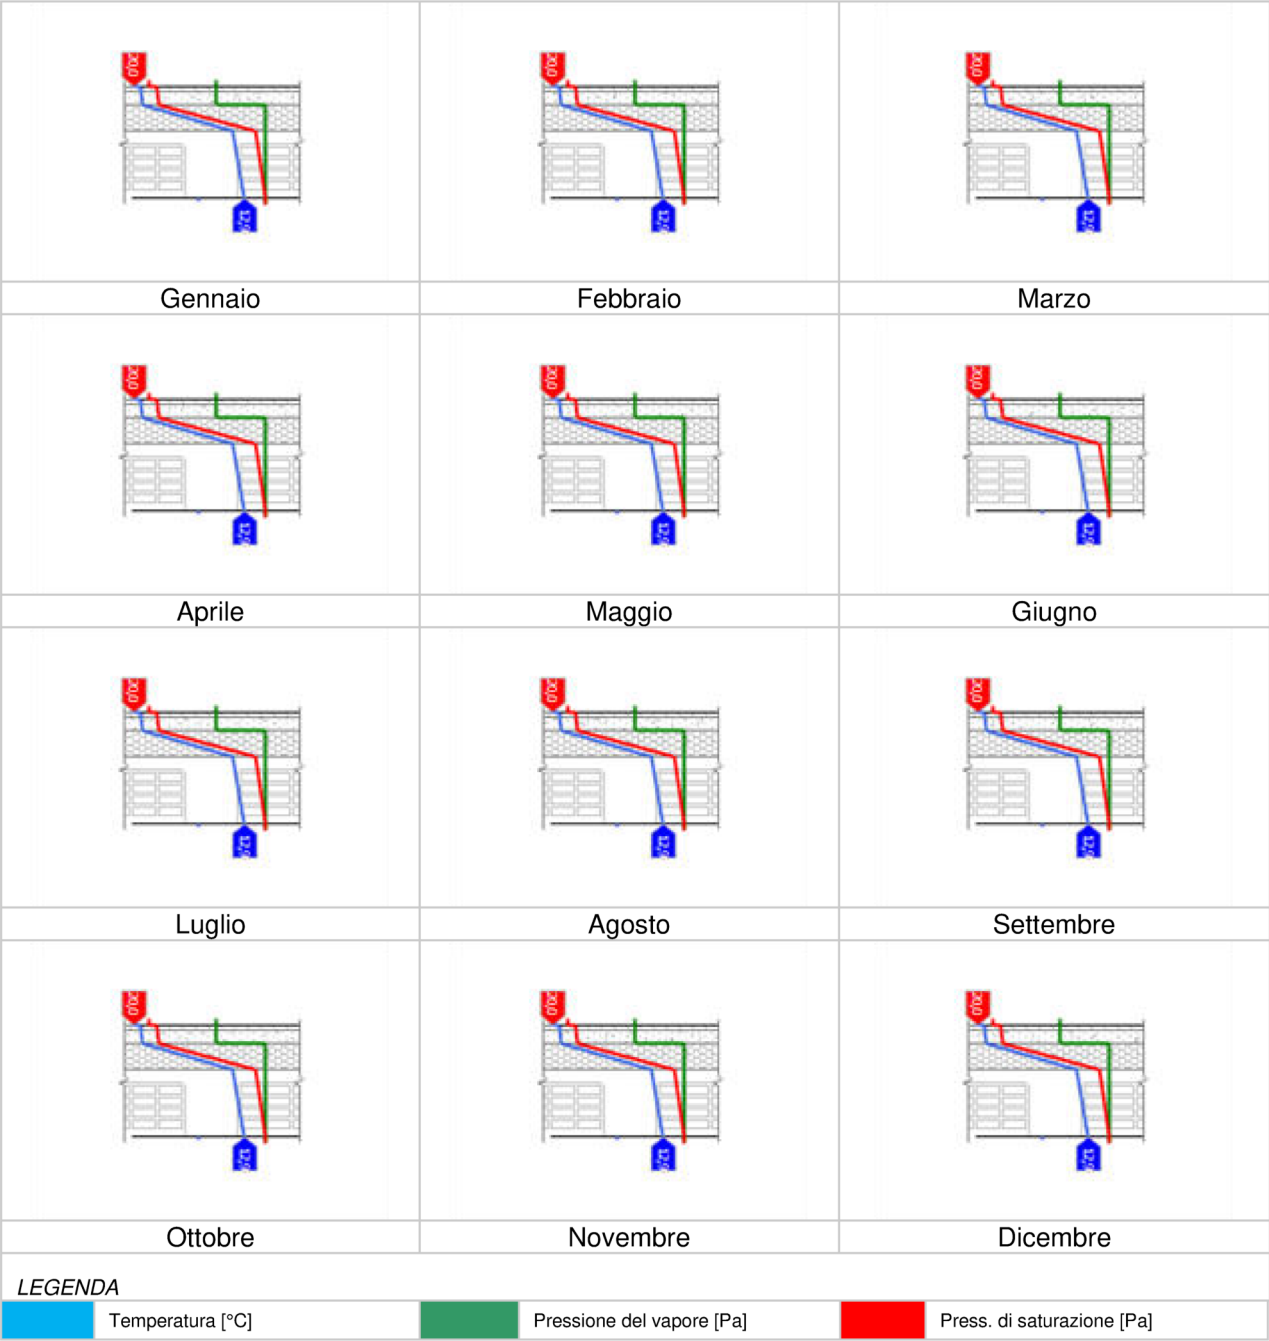 Gennaio
Febbraio
Marzo
Aprile
Maggio
Giugno
Luglio
Agosto
Settembre
Ottobre
Novembre
Dicembre
LEGENDA
Temperatura [°C]
Pressione del vapore [Pa]
Press. di saturazione [Pa]